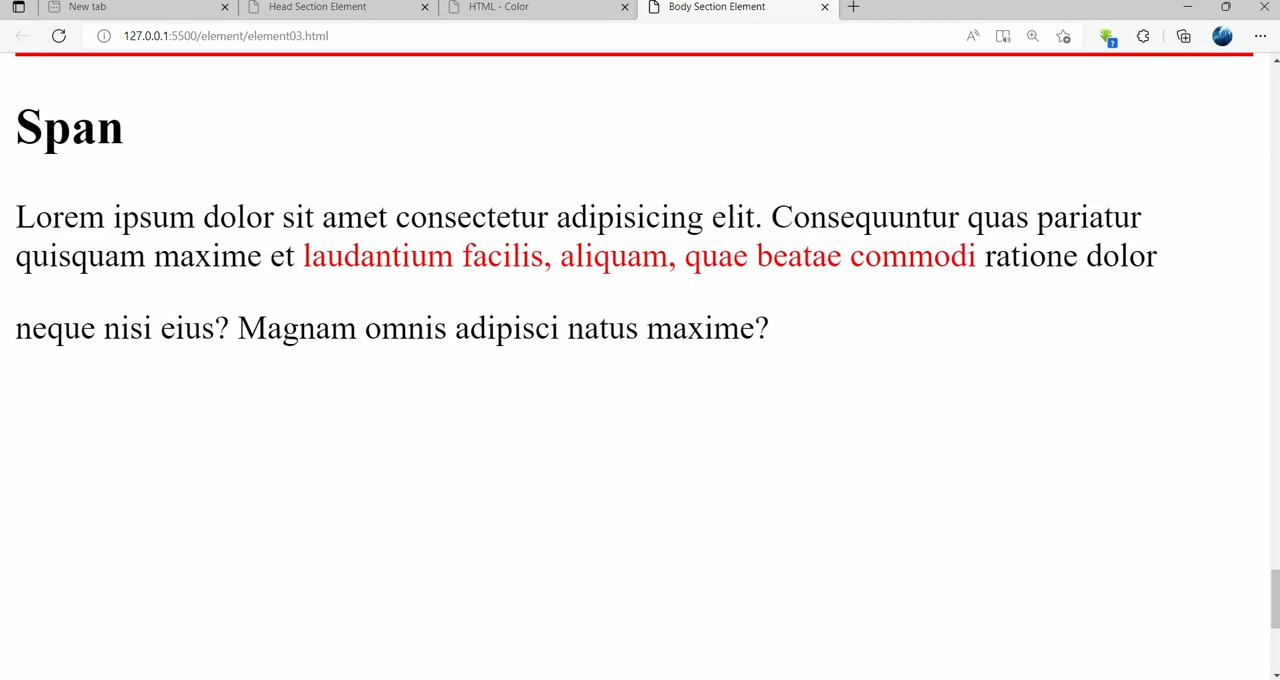 New tab
Head Section Element
HTML - Color
Body Section Element
127.0.0.1:5500/element/element03.html
Span
Lorem ipsum dolor sit amet consectetur adipisicing elit. Consequuntur quas pariatur
quisquam maxime et laudantium facilis, aliquam, quae beatae commodi ratione dolor
neque nisi eius? Magnam omnis adipisci natus maxime?